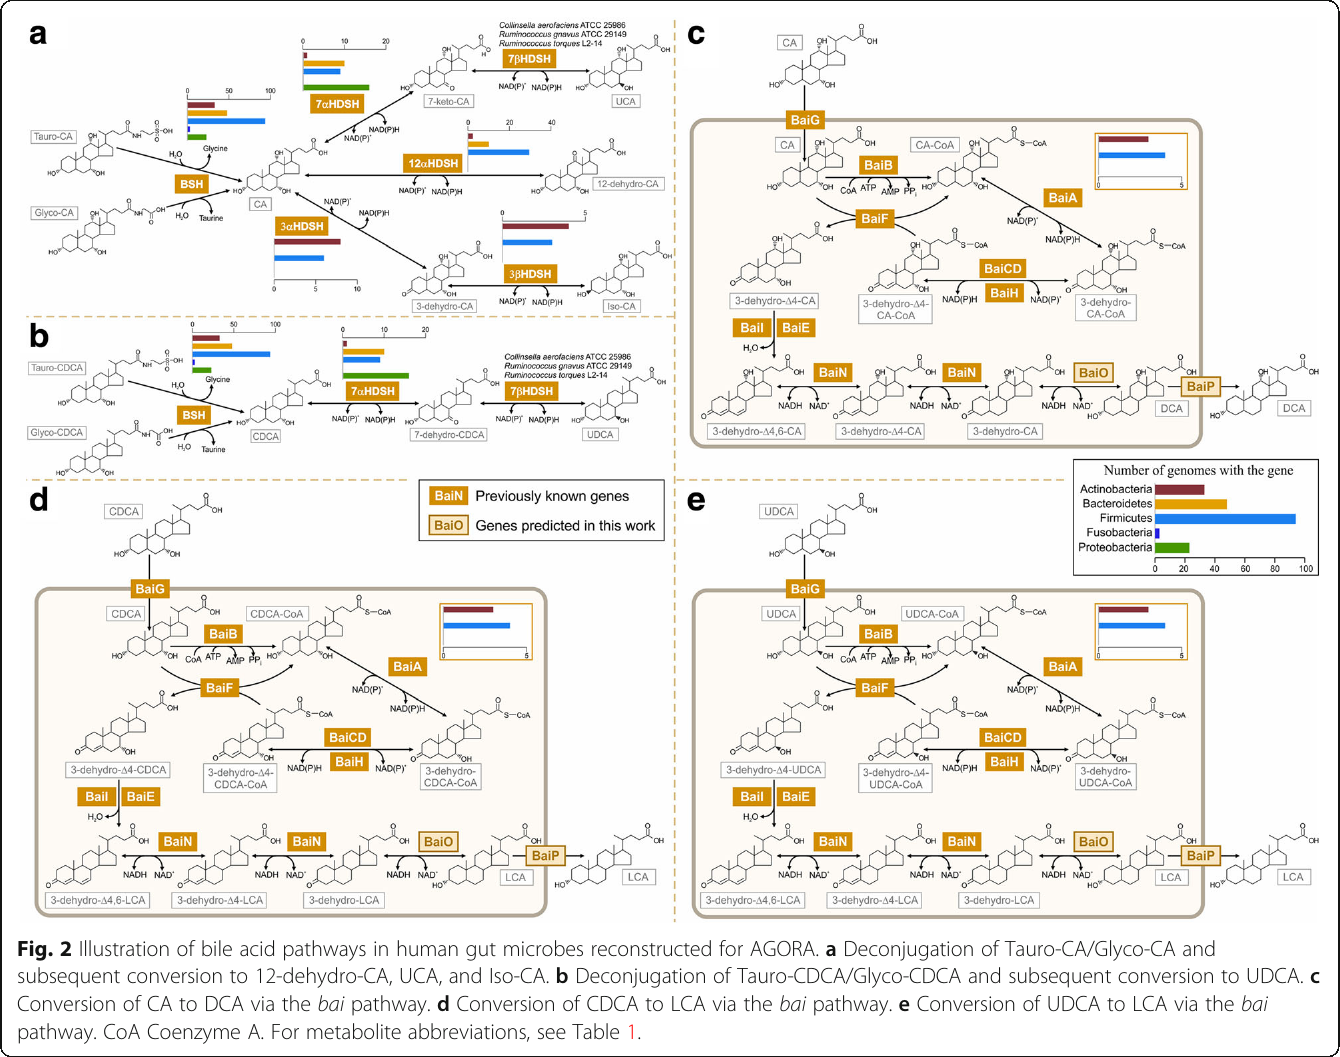 a
Collinsella aerofaciens ATCC 25986
Ruminococcus gnavus ATCC 29149
Ruminococcus torques L2-14
7βHDSH
NAD(P)⁺ NAD(P)H
7-keto-CA
UCA
0 10 20
7αHDSH
NAD(P)H
NAD(P)⁺
0 50 100
Tauro-CA
H₂O
Glycine
BSH
Glyco-CA
H₂O
Taurine
CA
0 20 40
12αHDSH
NAD(P)⁺ NAD(P)H
12-dehydro-CA
NAD(P)⁺
NAD(P)H
3αHDSH
0 5 10
0 5
3βHDSH
NAD(P)⁺ NAD(P)H
3-dehydro-CA
Iso-CA
b
0 50 100
0 10 20
Collinsella aerofaciens ATCC 25986
Ruminococcus gnavus ATCC 29149
Ruminococcus torques L2-14
Tauro-CDCA
H₂O
Glycine
BSH
7αHDSH
7βHDSH
NAD(P)⁺ NAD(P)H
NAD(P)⁺ NAD(P)H
Glyco-CDCA
H₂O
Taurine
CDCA
7-dehydro-CDCA
UDCA
c
CA
BaiG
CA
BaiB
CoA ATP AMP PPᵢ
CA-CoA
0 5
BaiA
NAD(P)⁺
NAD(P)H
BaiF
BaiCD
BaiH
NAD(P)H NAD(P)⁺
3-dehydro-Δ4-CA
3-dehydro-Δ4-
CA-CoA
3-dehydro-
CA-CoA
BaiI BaiE
H₂O
BaiN
BaiN
BaiO
BaiP
NADH NAD⁺
NADH NAD⁺
NADH NAD⁺
DCA
DCA
3-dehydro-Δ4,6-CA
3-dehydro-Δ4-CA
3-dehydro-CA
Number of genomes with the gene
Actinobacteria
Bacteroidetes
Firmicutes
Fusobacteria
Proteobacteria
0 20 40 60 80 100
BaiN Previously known genes
BaiO Genes predicted in this work
d
CDCA
BaiG
CDCA
BaiB
CoA ATP AMP PPᵢ
CDCA-CoA
0 5
BaiA
NAD(P)⁺
NAD(P)H
BaiF
BaiCD
BaiH
NAD(P)H NAD(P)⁺
3-dehydro-Δ4-CDCA
3-dehydro-Δ4-
CDCA-CoA
3-dehydro-
CDCA-CoA
BaiI BaiE
H₂O
BaiN
BaiN
BaiO
BaiP
NADH NAD⁺
NADH NAD⁺
NADH NAD⁺
LCA
LCA
3-dehydro-Δ4,6-LCA
3-dehydro-Δ4-LCA
3-dehydro-LCA
e
UDCA
BaiG
UDCA
BaiB
CoA ATP AMP PPᵢ
UDCA-CoA
0 5
BaiA
NAD(P)⁺
NAD(P)H
BaiF
BaiCD
BaiH
NAD(P)H NAD(P)⁺
3-dehydro-Δ4-UDCA
3-dehydro-Δ4-
UDCA-CoA
3-dehydro-
UDCA-CoA
BaiI BaiE
H₂O
BaiN
BaiN
BaiO
BaiP
NADH NAD⁺
NADH NAD⁺
NADH NAD⁺
LCA
LCA
3-dehydro-Δ4,6-LCA
3-dehydro-Δ4-LCA
3-dehydro-LCA
Fig. 2 Illustration of bile acid pathways in human gut microbes reconstructed for AGORA. a Deconjugation of Tauro-CA/Glyco-CA and
subsequent conversion to 12-dehydro-CA, UCA, and Iso-CA. b Deconjugation of Tauro-CDCA/Glyco-CDCA and subsequent conversion to UDCA. c
Conversion of CA to DCA via the bai pathway. d Conversion of CDCA to LCA via the bai pathway. e Conversion of UDCA to LCA via the bai
pathway. CoA Coenzyme A. For metabolite abbreviations, see Table 1.